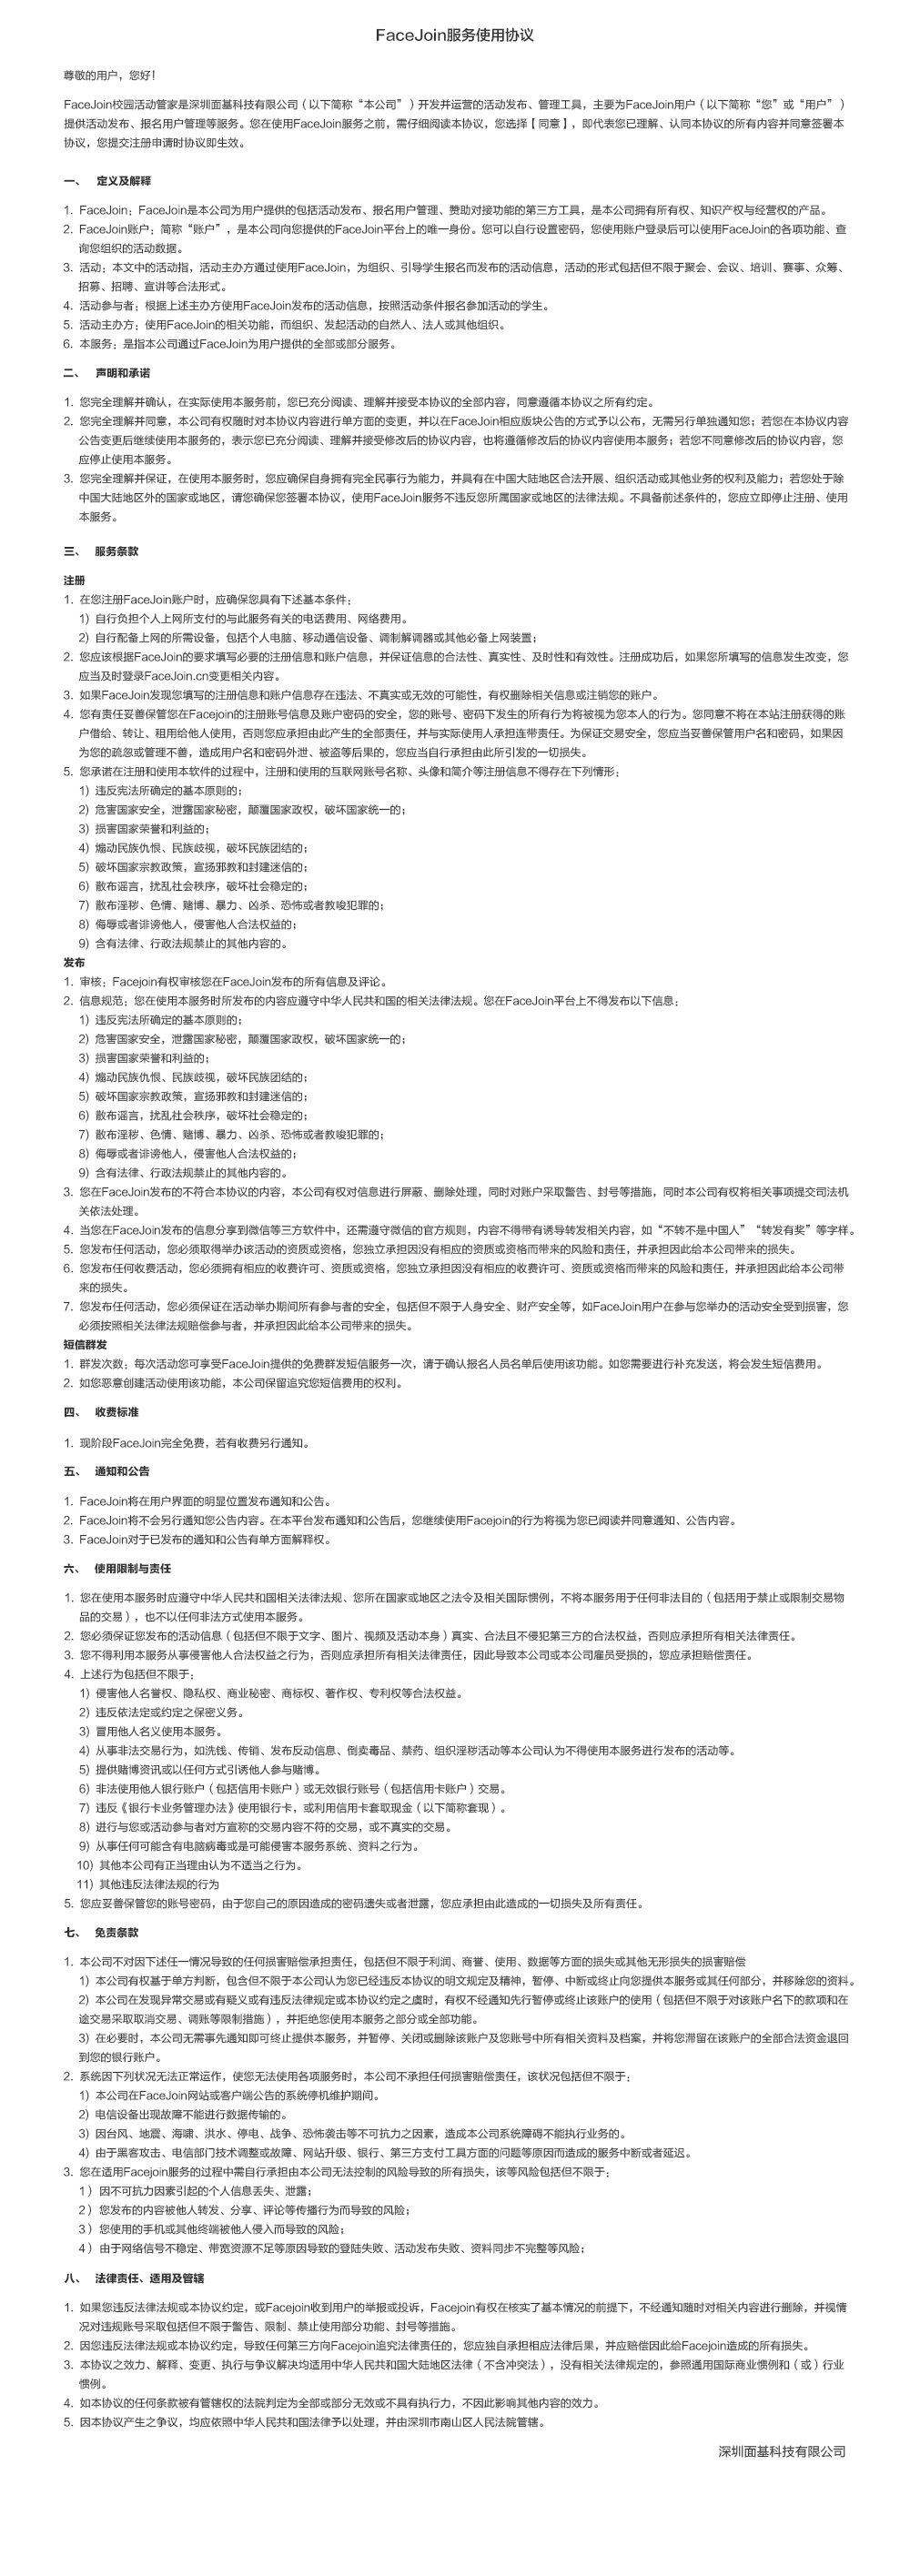 FaceJoin服务使用协议
尊敬的用户，您好！
FaceJoin校园活动管家是深圳面基科技有限公司（以下简称“本公司”）开发并运营的活动发布、管理工具，主要为FaceJoin用户（以下简称“您”或“用户”）
提供活动发布、报名用户管理等服务。您在使用FaceJoin服务之前，需仔细阅读本协议，您选择【同意】，即代表您已理解、认同本协议的所有内容并同意签署本
协议，您提交注册申请时协议即生效。
一、 定义及解释
1. FaceJoin：FaceJoin是本公司为用户提供的包括活动发布、报名用户管理、赞助对接功能的第三方工具，是本公司拥有所有权、知识产权与经营权的产品。
2. FaceJoin账户：简称“账户”，是本公司向您提供的FaceJoin平台上的唯一身份。您可以自行设置密码，您使用账户登录后可以使用FaceJoin的各项功能、查
询您组织的活动数据。
3. 活动：本文中的活动指，活动主办方通过使用FaceJoin，为组织、引导学生报名而发布的活动信息，活动的形式包括但不限于聚会、会议、培训、赛事、众筹、
招募、招聘、宣讲等合法形式。
4. 活动参与者：根据上述主办方使用FaceJoin发布的活动信息，按照活动条件报名参加活动的学生。
5. 活动主办方：使用FaceJoin的相关功能，而组织、发起活动的自然人、法人或其他组织。
6. 本服务：是指本公司通过FaceJoin为用户提供的全部或部分服务。
二、 声明和承诺
1. 您完全理解并确认，在实际使用本服务前，您已充分阅读、理解并接受本协议的全部内容，同意遵循本协议之所有约定。
2. 您完全理解并同意，本公司有权随时对本协议内容进行单方面的变更，并以在FaceJoin相应版块公告的方式予以公布，无需另行单独通知您；若您在本协议内容
公告变更后继续使用本服务的，表示您已充分阅读、理解并接受修改后的协议内容，也将遵循修改后的协议内容使用本服务；若您不同意修改后的协议内容，您
应停止使用本服务。
3. 您完全理解并保证，在使用本服务时，您应确保自身拥有完全民事行为能力，并具有在中国大陆地区合法开展、组织活动或其他业务的权利及能力；若您处于除
中国大陆地区外的国家或地区，请您确保您签署本协议，使用FaceJoin服务不违反您所属国家或地区的法律法规。不具备前述条件的，您应立即停止注册、使用
本服务。
三、 服务条款
注册
1. 在您注册FaceJoin账户时，应确保您具有下述基本条件：
1) 自行负担个人上网所支付的与此服务有关的电话费用、网络费用。
2) 自行配备上网的所需设备，包括个人电脑、移动通信设备、调制解调器或其他必备上网装置；
2. 您应该根据FaceJoin的要求填写必要的注册信息和账户信息，并保证信息的合法性、真实性、及时性和有效性。注册成功后，如果您所填写的信息发生改变，您
应当及时登录FaceJoin.cn变更相关内容。
3. 如果FaceJoin发现您填写的注册信息和账户信息存在违法、不真实或无效的可能性，有权删除相关信息或注销您的账户。
4. 您有责任妥善保管您在Facejoin的注册账号信息及账户密码的安全，您的账号、密码下发生的所有行为将被视为您本人的行为。您同意不将在本站注册获得的账
户借给、转让、租用给他人使用，否则您应承担由此产生的全部责任，并与实际使用人承担连带责任。为保证交易安全，您应当妥善保管用户名和密码，如果因
为您的疏忽或管理不善，造成用户名和密码外泄、被盗等后果的，您应当自行承担由此所引发的一切损失。
5. 您承诺在注册和使用本软件的过程中，注册和使用的互联网账号名称、头像和简介等注册信息不得存在下列情形：
1) 违反宪法所确定的基本原则的；
2) 危害国家安全，泄露国家秘密，颠覆国家政权，破坏国家统一的；
3) 损害国家荣誉和利益的；
4) 煽动民族仇恨、民族歧视，破坏民族团结的；
5) 破坏国家宗教政策，宣扬邪教和封建迷信的；
6) 散布谣言，扰乱社会秩序，破坏社会稳定的；
7) 散布淫秽、色情、赌博、暴力、凶杀、恐怖或者教唆犯罪的；
8) 侮辱或者诽谤他人，侵害他人合法权益的；
9) 含有法律、行政法规禁止的其他内容的。
发布
1. 审核：Facejoin有权审核您在FaceJoin发布的所有信息及评论。
2. 信息规范：您在使用本服务时所发布的内容应遵守中华人民共和国的相关法律法规。您在FaceJoin平台上不得发布以下信息：
1) 违反宪法所确定的基本原则的；
2) 危害国家安全，泄露国家秘密，颠覆国家政权，破坏国家统一的；
3) 损害国家荣誉和利益的；
4) 煽动民族仇恨、民族歧视，破坏民族团结的；
5) 破坏国家宗教政策，宣扬邪教和封建迷信的；
6) 散布谣言，扰乱社会秩序，破坏社会稳定的；
7) 散布淫秽、色情、赌博、暴力、凶杀、恐怖或者教唆犯罪的；
8) 侮辱或者诽谤他人，侵害他人合法权益的；
9) 含有法律、行政法规禁止的其他内容的。
3. 您在FaceJoin发布的不符合本协议的内容，本公司有权对信息进行屏蔽、删除处理，同时对账户采取警告、封号等措施，同时本公司有权将相关事项提交司法机
关依法处理。
4. 当您在FaceJoin发布的信息分享到微信等三方软件中，还需遵守微信的官方规则，内容不得带有诱导转发相关内容，如“不转不是中国人”“转发有奖”等字样。
5. 您发布任何活动，您必须取得举办该活动的资质或资格，您独立承担因没有相应的资质或资格而带来的风险和责任，并承担因此给本公司带来的损失。
6. 您发布任何收费活动，您必须拥有相应的收费许可、资质或资格，您独立承担因没有相应的收费许可、资质或资格而带来的风险和责任，并承担因此给本公司带
来的损失。
7. 您发布任何活动，您必须保证在活动举办期间所有参与者的安全，包括但不限于人身安全、财产安全等，如FaceJoin用户在参与您举办的活动安全受到损害，您
必须按照相关法律法规赔偿参与者，并承担因此给本公司带来的损失。
短信群发
1. 群发次数：每次活动您可享受FaceJoin提供的免费群发短信服务一次，请于确认报名人员名单后使用该功能。如您需要进行补充发送，将会发生短信费用。
2. 如您恶意创建活动使用该功能，本公司保留追究您短信费用的权利。
四、 收费标准
1. 现阶段FaceJoin完全免费，若有收费另行通知。
五、 通知和公告
1. FaceJoin将在用户界面的明显位置发布通知和公告。
2. FaceJoin将不会另行通知您公告内容。在本平台发布通知和公告后，您继续使用Facejoin的行为将视为您已阅读并同意通知、公告内容。
3. FaceJoin对于已发布的通知和公告有单方面解释权。
六、 使用限制与责任
1. 您在使用本服务时应遵守中华人民共和国相关法律法规、您所在国家或地区之法令及相关国际惯例，不将本服务用于任何非法目的（包括用于禁止或限制交易物
品的交易），也不以任何非法方式使用本服务。
2. 您必须保证您发布的活动信息（包括但不限于文字、图片、视频及活动本身）真实、合法且不侵犯第三方的合法权益，否则应承担所有相关法律责任。
3. 您不得利用本服务从事侵害他人合法权益之行为，否则应承担所有相关法律责任，因此导致本公司或本公司雇员受损的，您应承担赔偿责任。
4. 上述行为包括但不限于：
1) 侵害他人名誉权、隐私权、商业秘密、商标权、著作权、专利权等合法权益。
2) 违反依法定或约定之保密义务。
3) 冒用他人名义使用本服务。
4) 从事非法交易行为，如洗钱、传销、发布反动信息、倒卖毒品、禁药、组织淫秽活动等本公司认为不得使用本服务进行发布的活动等。
5) 提供赌博资讯或以任何方式引诱他人参与赌博。
6) 非法使用他人银行账户（包括信用卡账户）或无效银行账号（包括信用卡账户）交易。
7) 违反《银行卡业务管理办法》使用银行卡，或利用信用卡套取现金（以下简称套现）。
8) 进行与您或活动参与者对方宣称的交易内容不符的交易，或不真实的交易。
9) 从事任何可能含有电脑病毒或是可能侵害本服务系统、资料之行为。
10) 其他本公司有正当理由认为不适当之行为。
11) 其他违反法律法规的行为
5. 您应妥善保管您的账号密码，由于您自己的原因造成的密码遗失或者泄露，您应承担由此造成的一切损失及所有责任。
七、 免责条款
1. 本公司不对因下述任一情况导致的任何损害赔偿承担责任，包括但不限于利润、商誉、使用、数据等方面的损失或其他无形损失的损害赔偿
1) 本公司有权基于单方判断，包含但不限于本公司认为您已经违反本协议的明文规定及精神，暂停、中断或终止向您提供本服务或其任何部分，并移除您的资料。
2) 本公司在发现异常交易或有疑义或有违反法律规定或本协议约定之虞时，有权不经通知先行暂停或终止该账户的使用（包括但不限于对该账户名下的款项和在
途交易采取取消交易、调账等限制措施），并拒绝您使用本服务之部分或全部功能。
3) 在必要时，本公司无需事先通知即可终止提供本服务，并暂停、关闭或删除该账户及您账号中所有相关资料及档案，并将您滞留在该账户的全部合法资金退回
到您的银行账户。
2. 系统因下列状况无法正常运作，使您无法使用各项服务时，本公司不承担任何损害赔偿责任，该状况包括但不限于：
1) 本公司在FaceJoin网站或客户端公告的系统停机维护期间。
2) 电信设备出现故障不能进行数据传输的。
3) 因台风、地震、海啸、洪水、停电、战争、恐怖袭击等不可抗力之因素，造成本公司系统障碍不能执行业务的。
4) 由于黑客攻击、电信部门技术调整或故障、网站升级、银行、第三方支付工具方面的问题等原因而造成的服务中断或者延迟。
3. 您在适用Facejoin服务的过程中需自行承担由本公司无法控制的风险导致的所有损失，该等风险包括但不限于：
1）因不可抗力因素引起的个人信息丢失、泄露；
2）您发布的内容被他人转发、分享、评论等传播行为而导致的风险；
3）您使用的手机或其他终端被他人侵入而导致的风险；
4）由于网络信号不稳定、带宽资源不足等原因导致的登陆失败、活动发布失败、资料同步不完整等风险；
八、 法律责任、适用及管辖
1. 如果您违反法律法规或本协议约定，或Facejoin收到用户的举报或投诉，Facejoin有权在核实了基本情况的前提下，不经通知随时对相关内容进行删除，并视情
况对违规账号采取包括但不限于警告、限制、禁止使用部分功能、封号等措施。
2. 因您违反法律法规或本协议约定，导致任何第三方向Facejoin追究法律责任的，您应独自承担相应法律后果，并应赔偿因此给Facejoin造成的所有损失。
3. 本协议之效力、解释、变更、执行与争议解决均适用中华人民共和国大陆地区法律（不含冲突法），没有相关法律规定的，参照通用国际商业惯例和（或）行业
惯例。
4. 如本协议的任何条款被有管辖权的法院判定为全部或部分无效或不具有执行力，不因此影响其他内容的效力。
5. 因本协议产生之争议，均应依照中华人民共和国法律予以处理，并由深圳市南山区人民法院管辖。
深圳面基科技有限公司